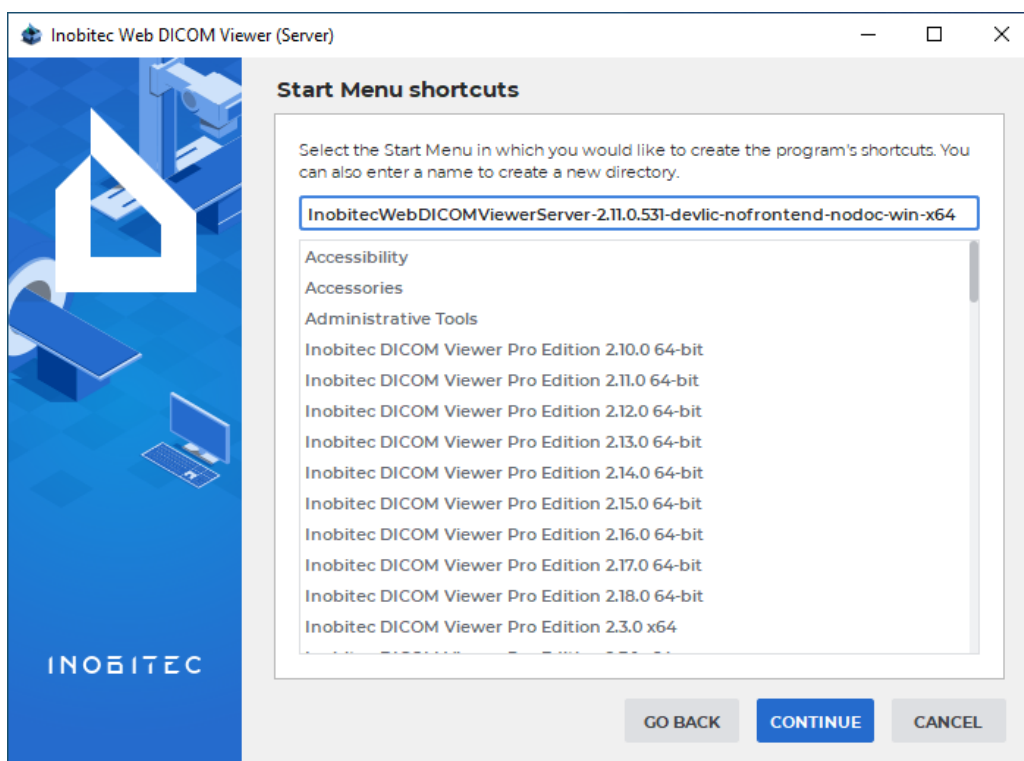 Inobitec Web DICOM Viewer (Server)
Start Menu shortcuts
Select the Start Menu in which you would like to create the program's shortcuts. You
can also enter a name to create a new directory.
InobitecWebDICOMViewerServer-2.11.0.531-devlic-nofrontend-nodoc-win-x64
Accessibility
Accessories
Administrative Tools
Inobitec DICOM Viewer Pro Edition 2.10.0 64-bit
Inobitec DICOM Viewer Pro Edition 2.11.0 64-bit
Inobitec DICOM Viewer Pro Edition 2.12.0 64-bit
Inobitec DICOM Viewer Pro Edition 2.13.0 64-bit
Inobitec DICOM Viewer Pro Edition 2.14.0 64-bit
Inobitec DICOM Viewer Pro Edition 2.15.0 64-bit
Inobitec DICOM Viewer Pro Edition 2.16.0 64-bit
Inobitec DICOM Viewer Pro Edition 2.17.0 64-bit
Inobitec DICOM Viewer Pro Edition 2.18.0 64-bit
Inobitec DICOM Viewer Pro Edition 2.3.0 x64
INOBITEC
GO BACK
CONTINUE
CANCEL